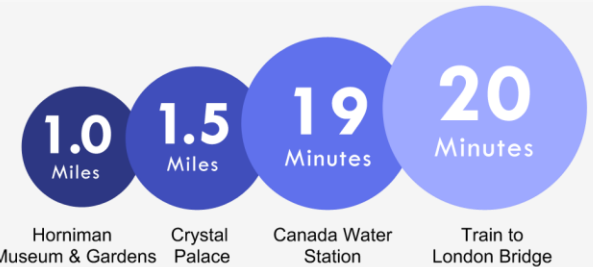 1.0
Miles
1.5
Miles
19
Minutes
20
Minutes
Horniman
Museum & Gardens
Crystal
Palace
Canada Water
Station
Train to
London Bridge